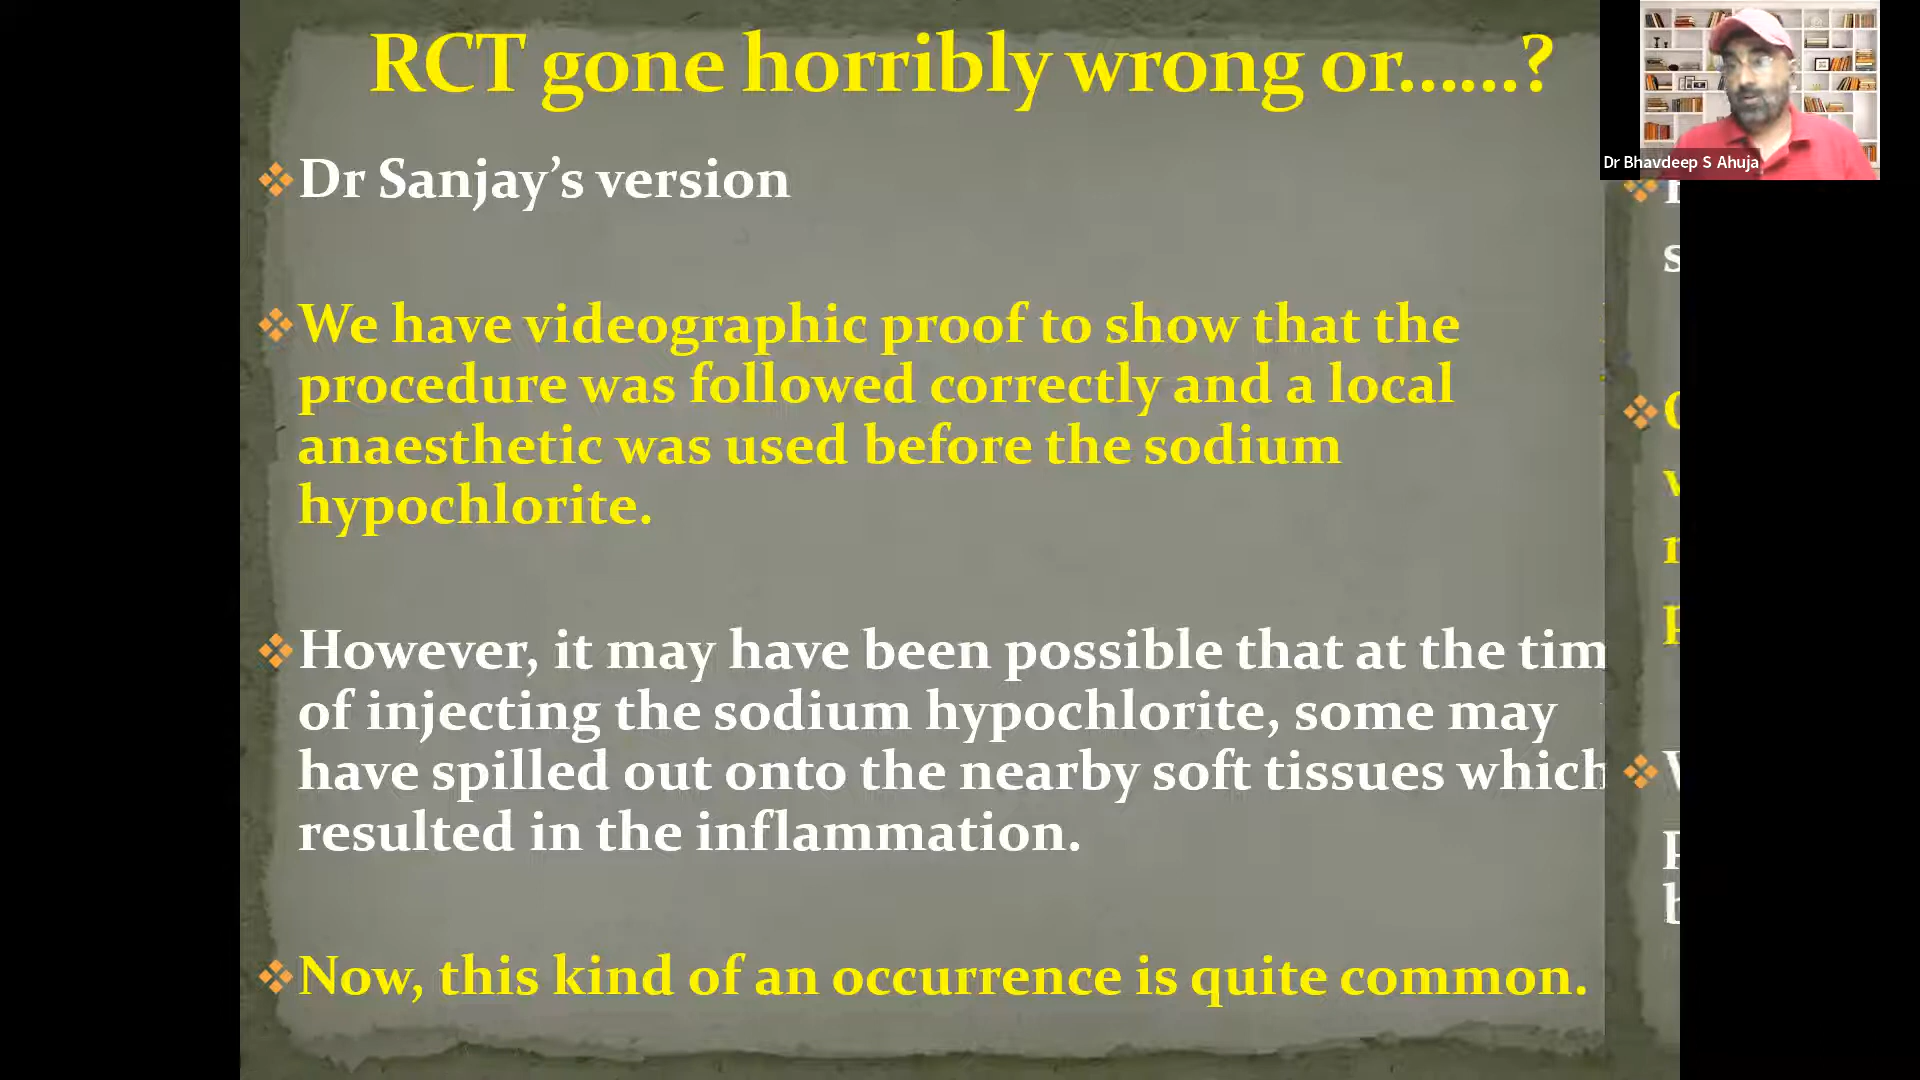 RCT gone horribly wrong or......?
Dr Bhavdeep S Ahuja
Dr Sanjay’s version
We have videographic proof to show that the
procedure was followed correctly and a local
anaesthetic was used before the sodium
hypochlorite.
However, it may have been possible that at the tim
of injecting the sodium hypochlorite, some may
have spilled out onto the nearby soft tissues which
resulted in the inflammation.
Now, this kind of an occurrence is quite common.